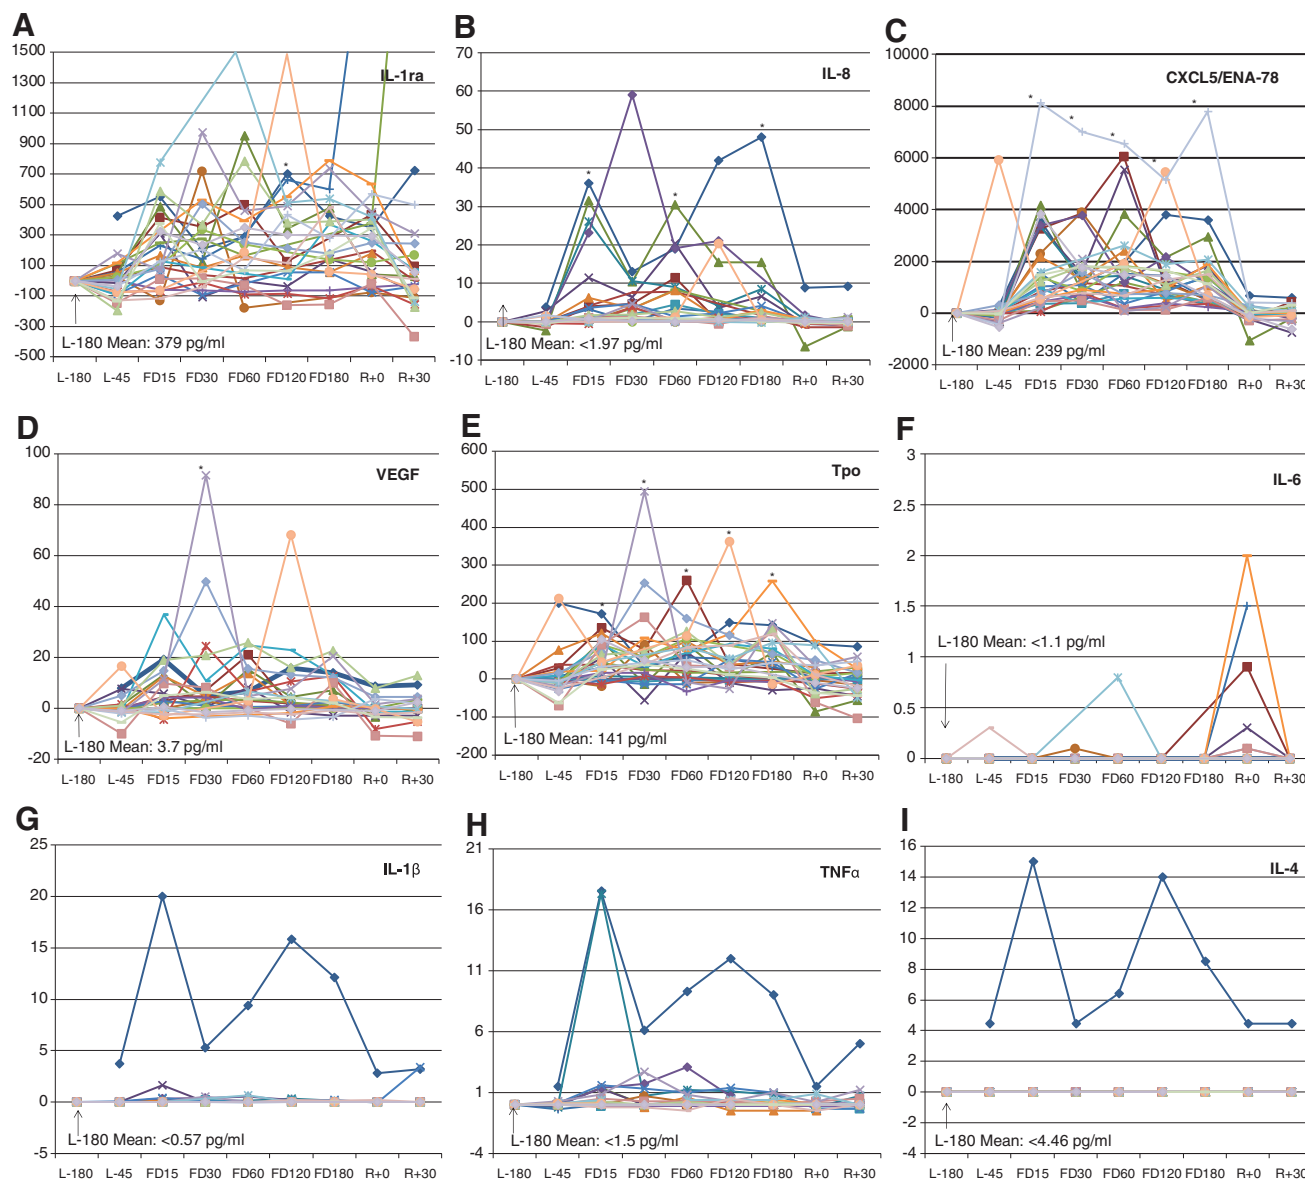 A
1500
1300
1100
900
700
500
300
100
-100
-300
-500
IL-1ra
*
L-180 Mean: 379 pg/ml
L-180 L-45 FD15 FD30 FD60 FD120 FD180 R+0 R+30
B
70
60
50
40
30
20
10
0
-10
IL-8
* * *
L-180 Mean: <1.97 pg/ml
L-180 L-45 FD15 FD30 FD60 FD120 FD180 R+0 R+30
C
10000
8000
6000
4000
2000
0
-2000
CXCL5/ENA-78
* * * * *
L-180 Mean: 239 pg/ml
L-180 L-45 FD15 FD30 FD60 FD120 FD180 R+0 R+30
D
100
80
60
40
20
0
-20
VEGF
*
L-180 Mean: 3.7 pg/ml
L-180 L-45 FD15 FD30 FD60 FD120 FD180 R+0 R+30
E
600
500
400
300
200
100
0
-100
-200
Tpo
* * * * *
L-180 Mean: 141 pg/ml
L-180 L-45 FD15 FD30 FD60 FD120 FD180 R+0 R+30
F
3
2.5
2
1.5
1
0.5
0
IL-6
L-180 Mean: <1.1 pg/ml
L-180 L-45 FD15 FD30 FD60 FD120 FD180 R+0 R+30
G
25
20
15
10
5
0
-5
IL-1β
L-180 Mean: <0.57 pg/ml
L-180 L-45 FD15 FD30 FD60 FD120 FD180 R+0 R+30
H
21
16
11
6
1
-4
TNFα
L-180 Mean: <1.5 pg/ml
L-180 L-45 FD15 FD30 FD60 FD120 FD180 R+0 R+30
I
16
14
12
10
8
6
4
2
0
-2
-4
IL-4
L-180 Mean: <4.46 pg/ml
L-180 L-45 FD15 FD30 FD60 FD120 FD180 R+0 R+30